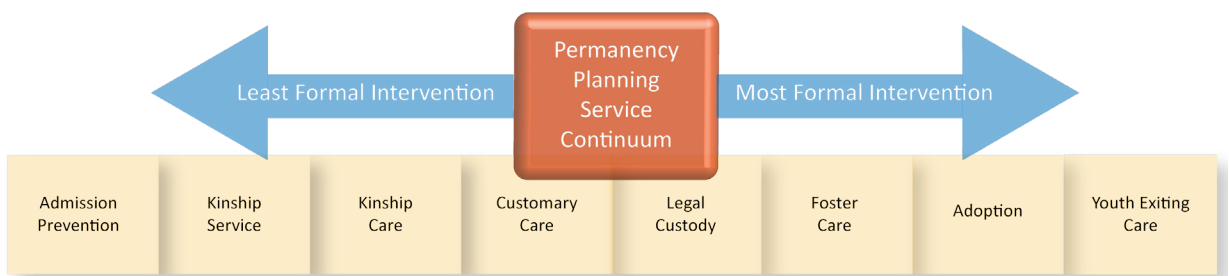 Permanency
Planning
Service
Continuum
Least Formal Intervention
Most Formal Intervention
Admission
Prevention
Kinship
Service
Kinship
Care
Customary
Care
Legal
Custody
Foster
Care
Adoption
Youth Exiting
Care